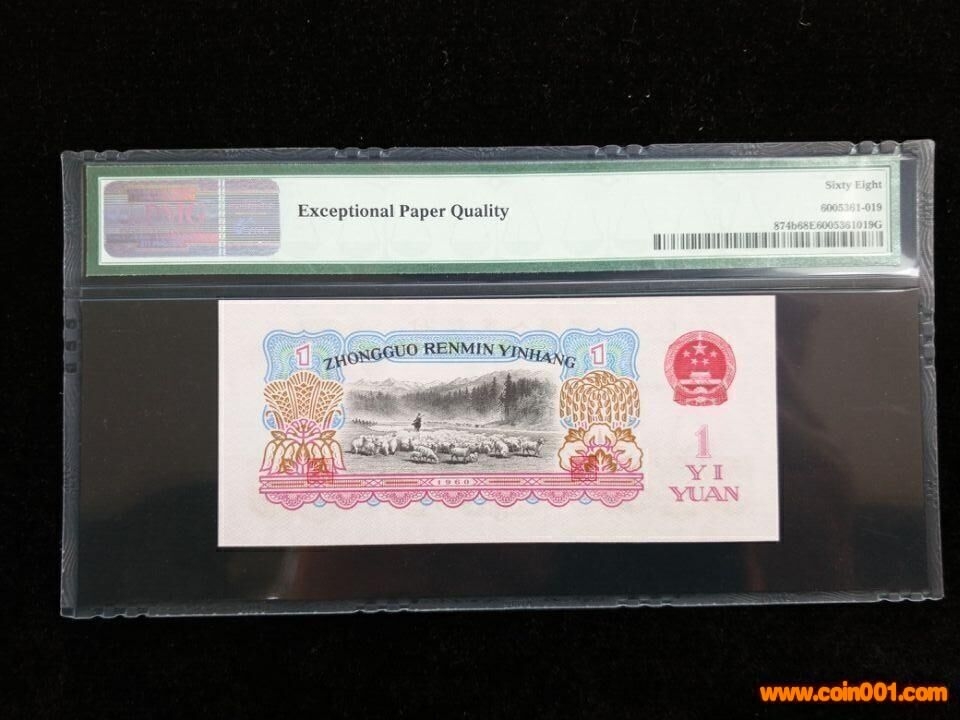 Sixty Eight
Exceptional Paper Quality
6005361-019
874b68E6005361019G
PMG
ZHONGGUO RENMIN YINHANG
1
1
1
YI
YUAN
1960
www.coin001.com